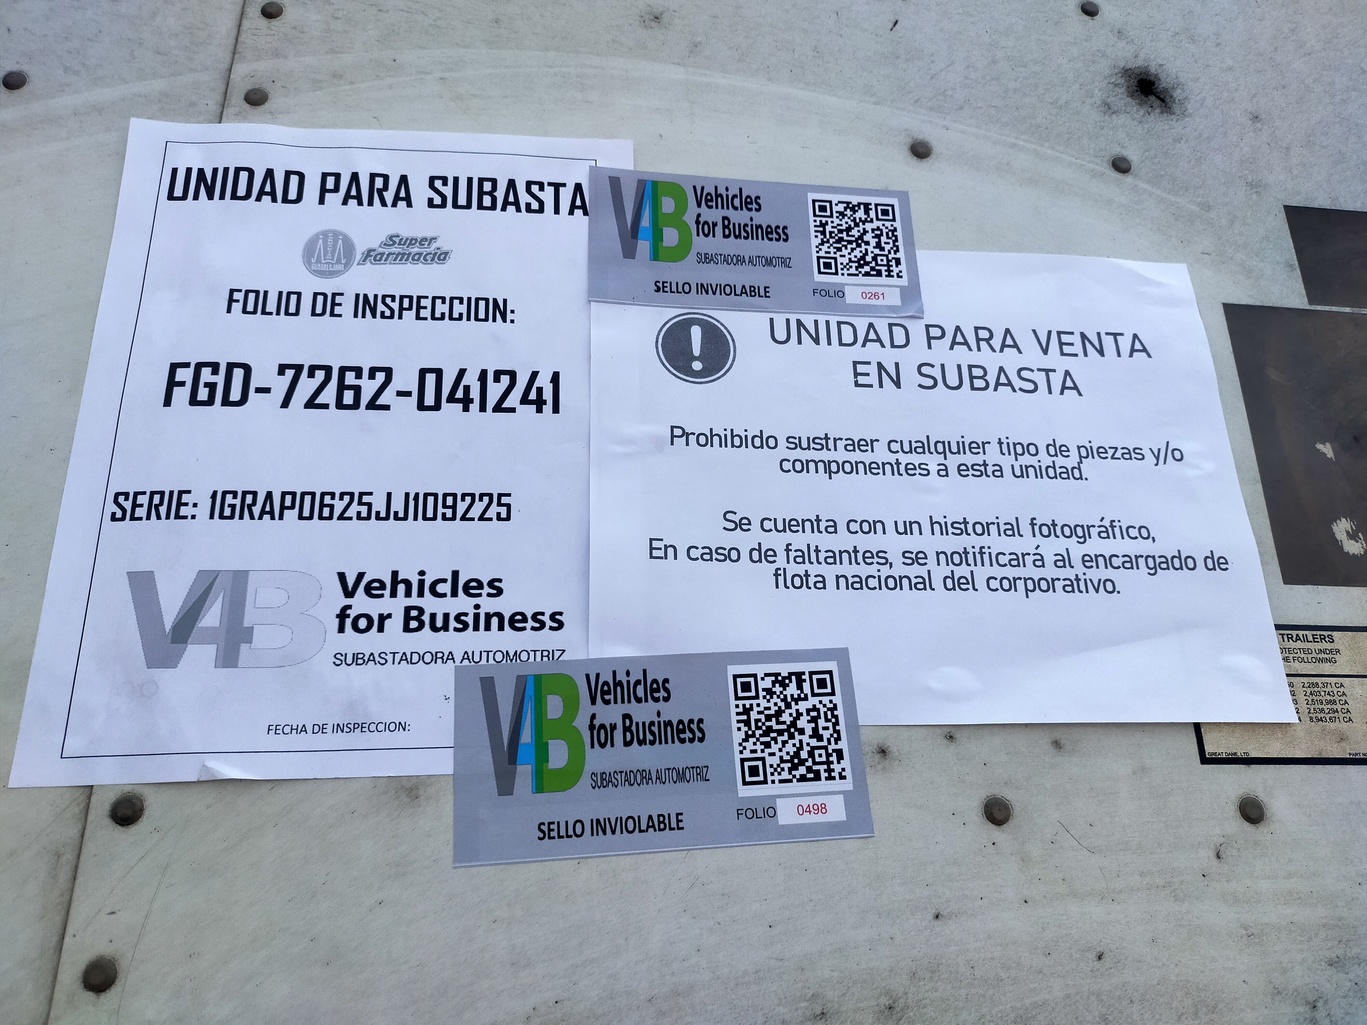 UNIDAD PARA SUBASTA
Super
Farmacia
FOLIO DE INSPECCION:
FGD-7262-041241
SERIE: 1GRAP0625JJ109225
V4B
Vehicles
for Business
SUBASTADORA AUTOMOTRIZ
FECHA DE INSPECCION:
V4B
Vehicles
for Business
SUBASTADORA AUTOMOTRIZ
SELLO INVIOLABLE
FOLIO 0261
UNIDAD PARA VENTA
EN SUBASTA
Prohibido sustraer cualquier tipo de piezas y/o
componentes a esta unidad.
Se cuenta con un historial fotográfico,
En caso de faltantes, se notificará al encargado de
flota nacional del corporativo.
V4B
Vehicles
for Business
SUBASTADORA AUTOMOTRIZ
SELLO INVIOLABLE
FOLIO 0498
TRAILERS
UNDER
FOLLOWING
2,288,371 CA
2,403,743 CA
2,519,988 CA
2,536,294 CA
8,943,671 CA
GREAT DANE, LTD.